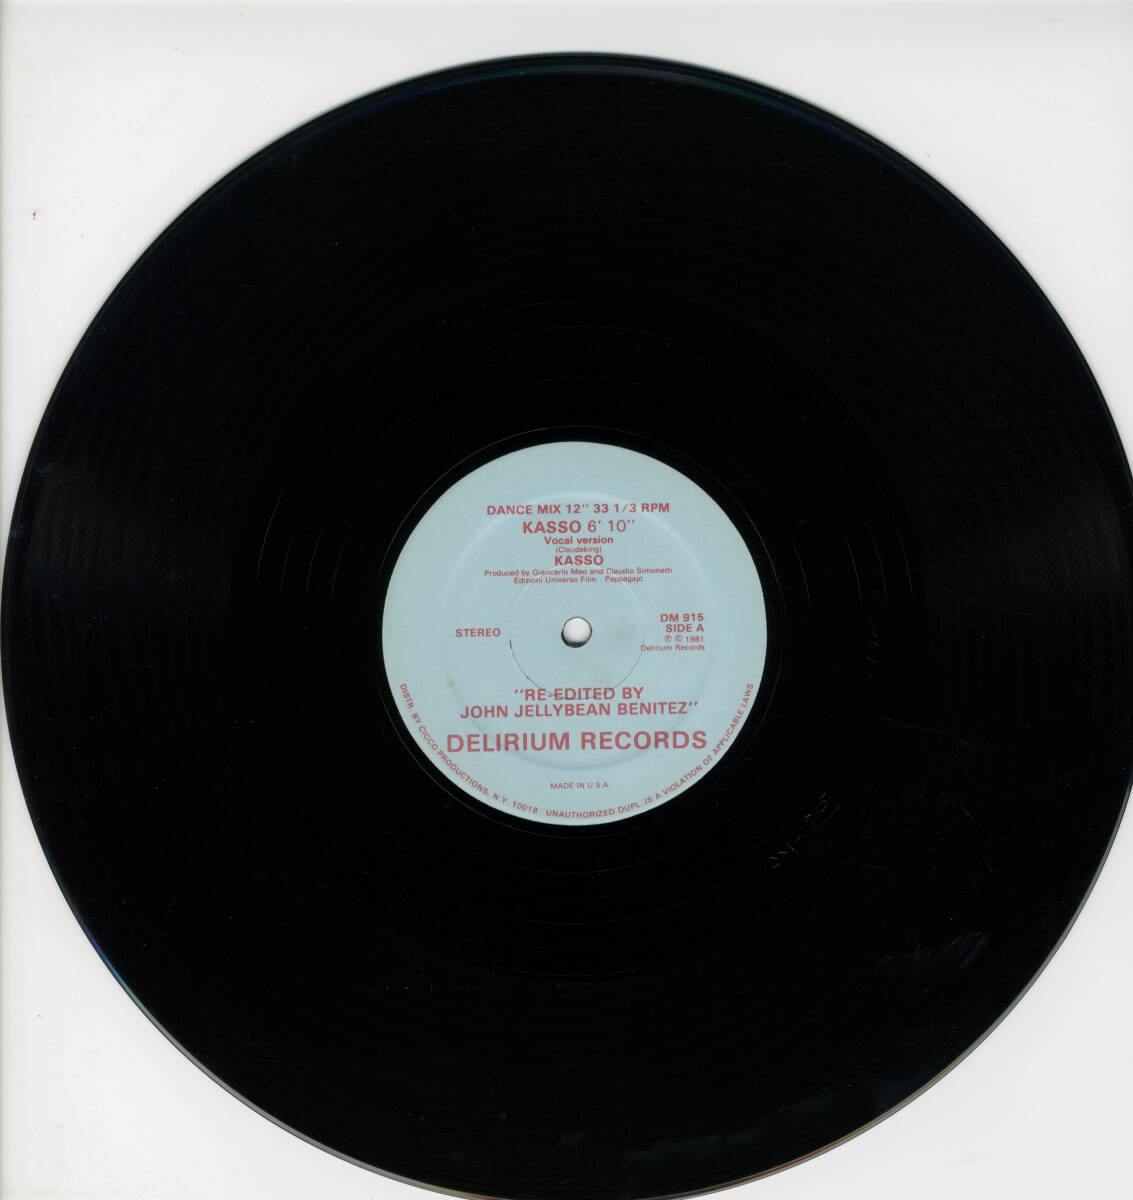 DANCE MIX 12'' 33 1/3 RPM
KASSO 6' 10''
Vocal version
(Claudeking)
KASSO
Produced by Giancarlo Meo and Claudio Simonetti
Edizioni Universo Film - Pappagajo
STEREO
DM 915
SIDE A
℗ © 1981
Delirium Records
''RE-EDITED BY
JOHN JELLYBEAN BENITEZ''
DELIRIUM RECORDS
MADE IN U.S.A.
DISTR. BY CICCO PRODUCTIONS, N.Y. 10018 UNAUTHORIZED DUPL. IS A VIOLATION OF APPLICABLE LAWS